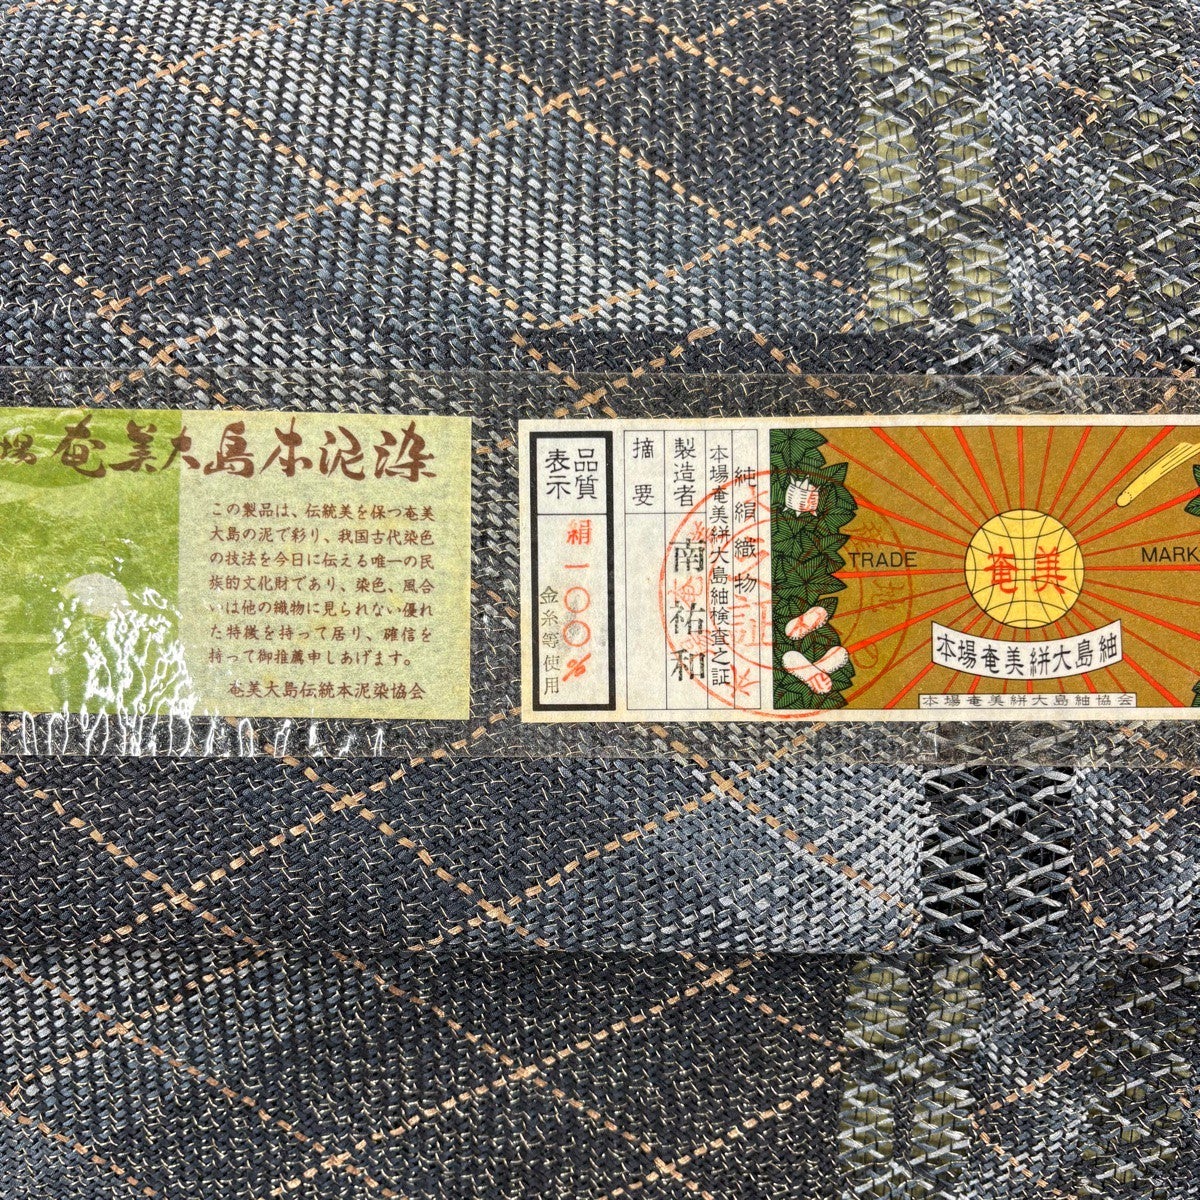 場奄美大島本泥染
この製品は、伝統美を保つ奄美
大島の泥で彩り、我国古代染色
の技法を今日に伝える唯一の民
族的文化財であり、染色、風合
いは他の織物に見られない優れ
た特徴を持って居り、確信を
持って御推薦申しあげます。
奄美大島伝統本泥染協会
品質
表示
絹一〇〇%
金糸等使用
純絹織物
本場奄美絣大島紬検査之証
製造者 南祐和
摘要
証
TRADE
MARK
奄美
本場奄美絣大島紬
本場奄美絣大島紬協会